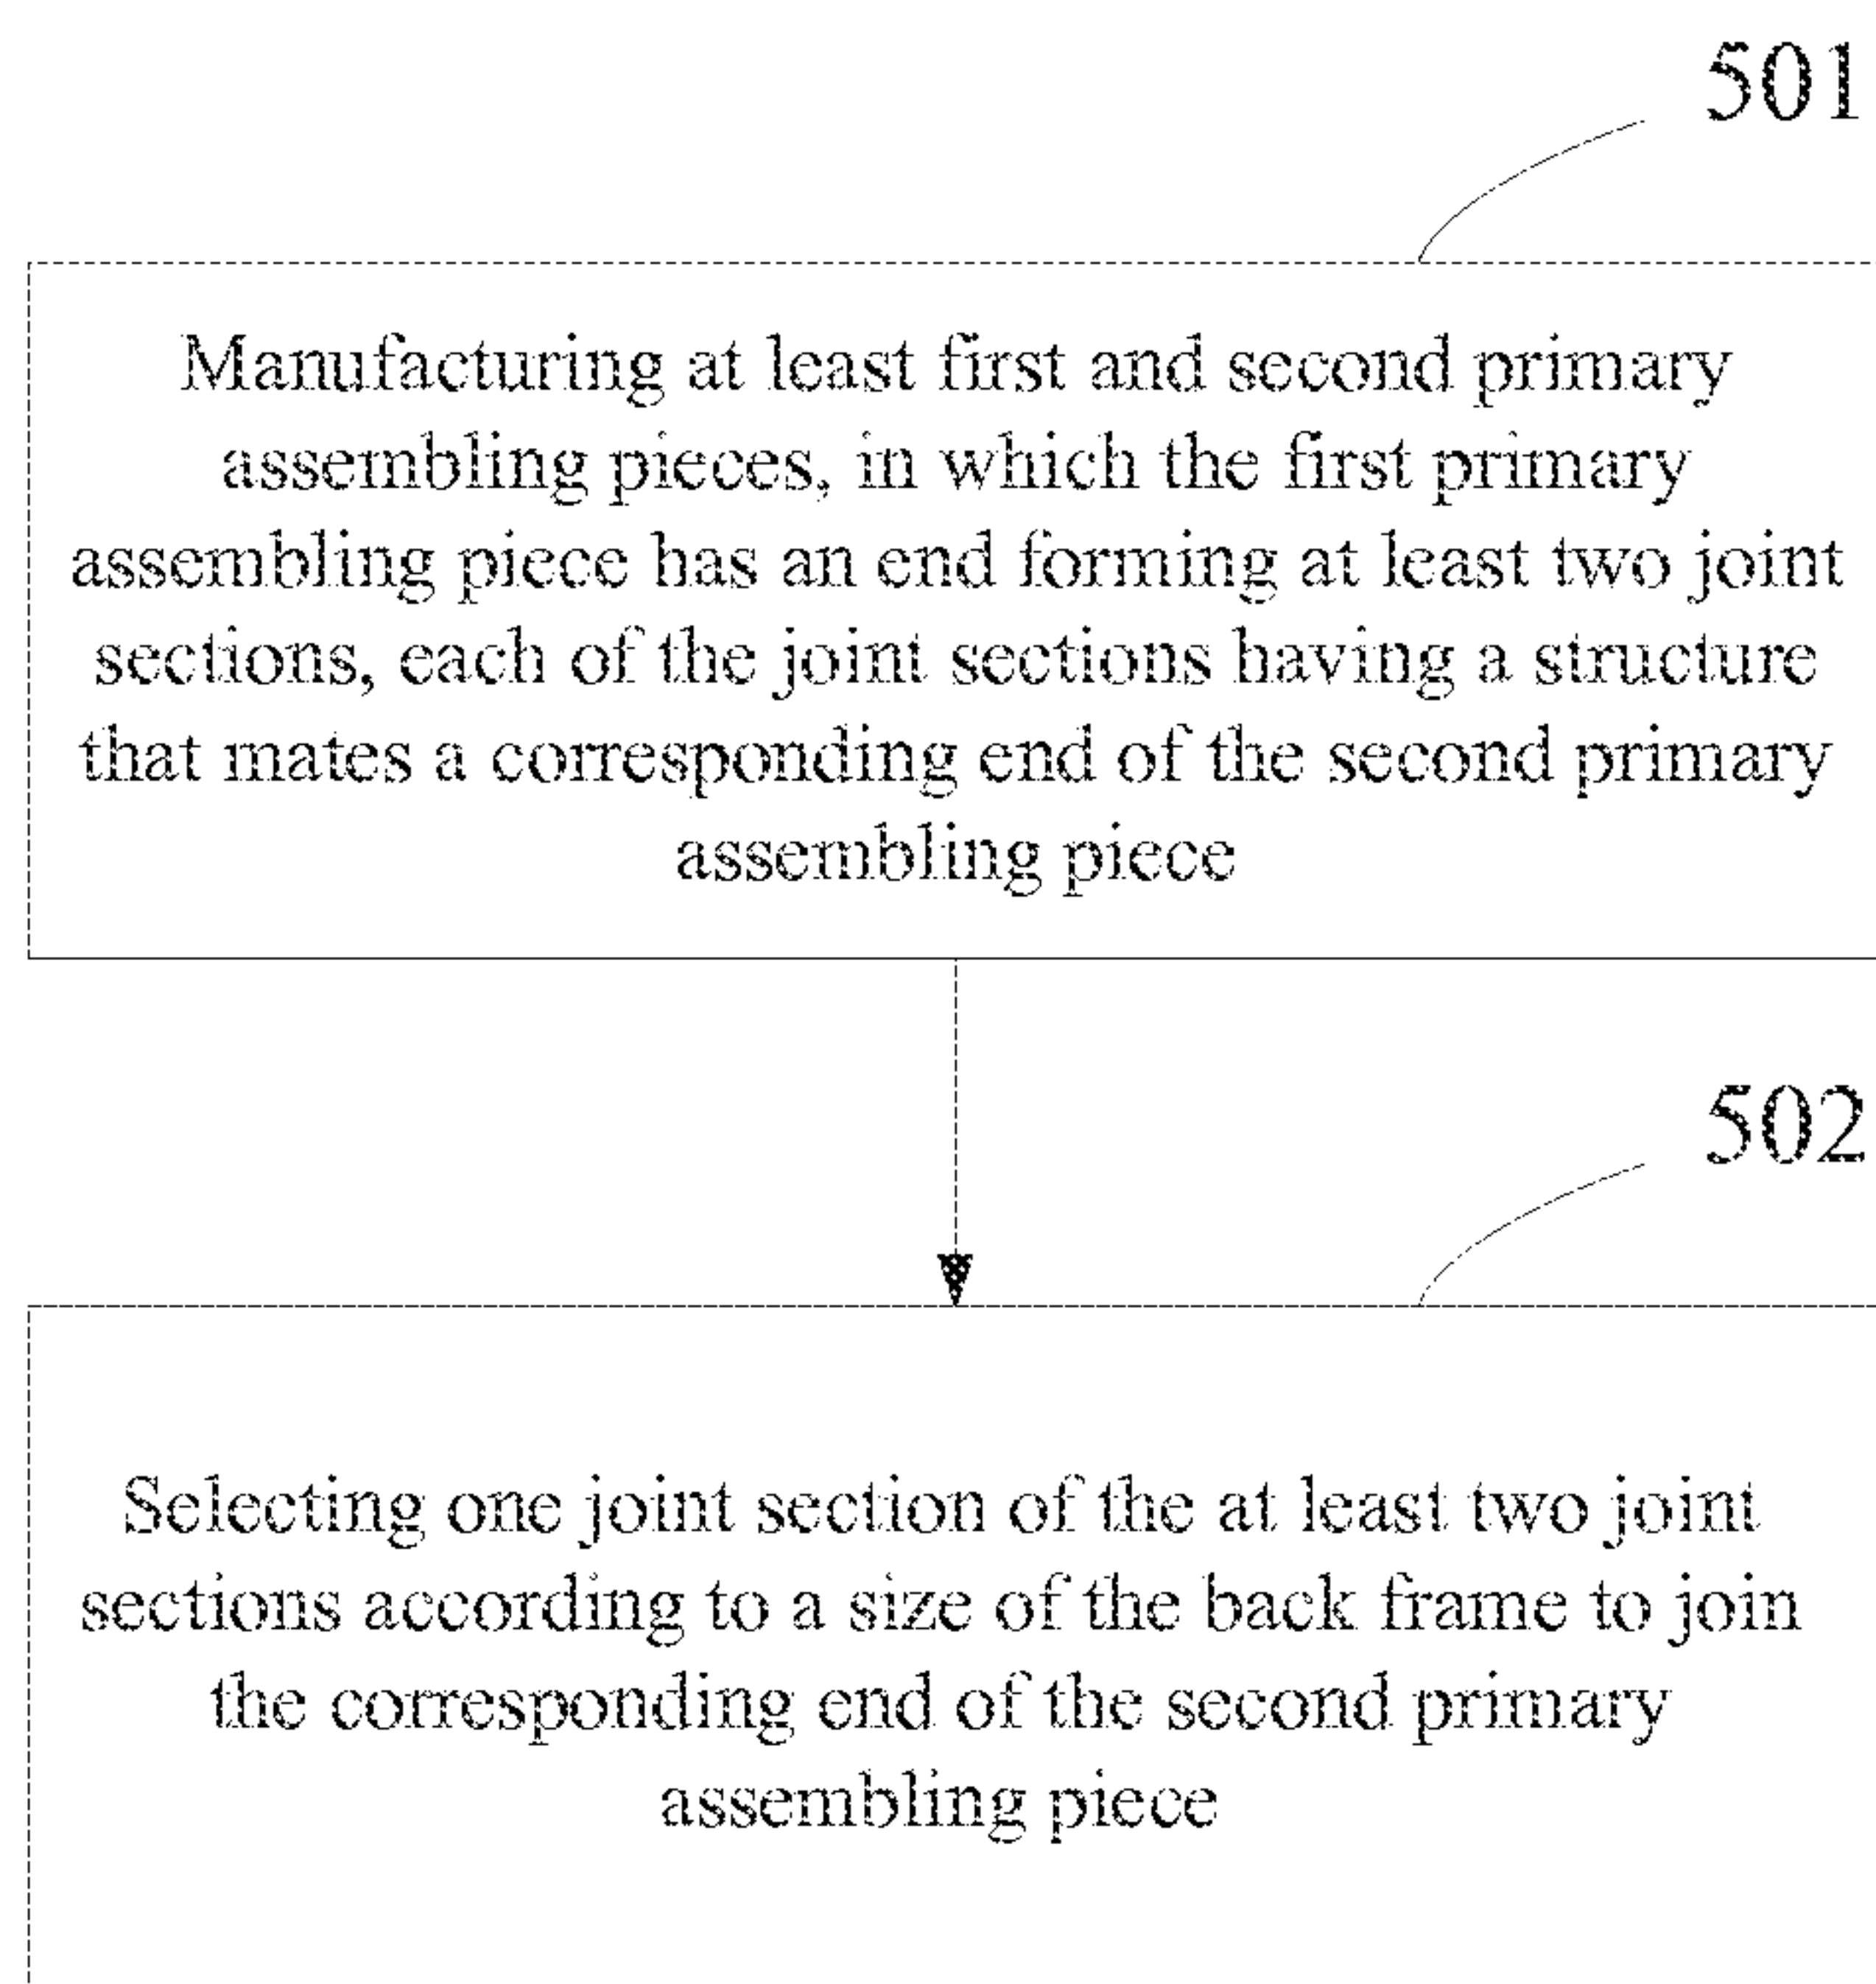 501
Manufacturing at least first and second primary
assembling pieces, in which the first primary
assembling piece has an end forming at least two joint
sections, each of the joint sections having a structure
that mates a corresponding end of the second primary
assembling piece
502
Selecting one joint section of the at least two joint
sections according to a size of the back frame to join
the corresponding end of the second primary
assembling piece